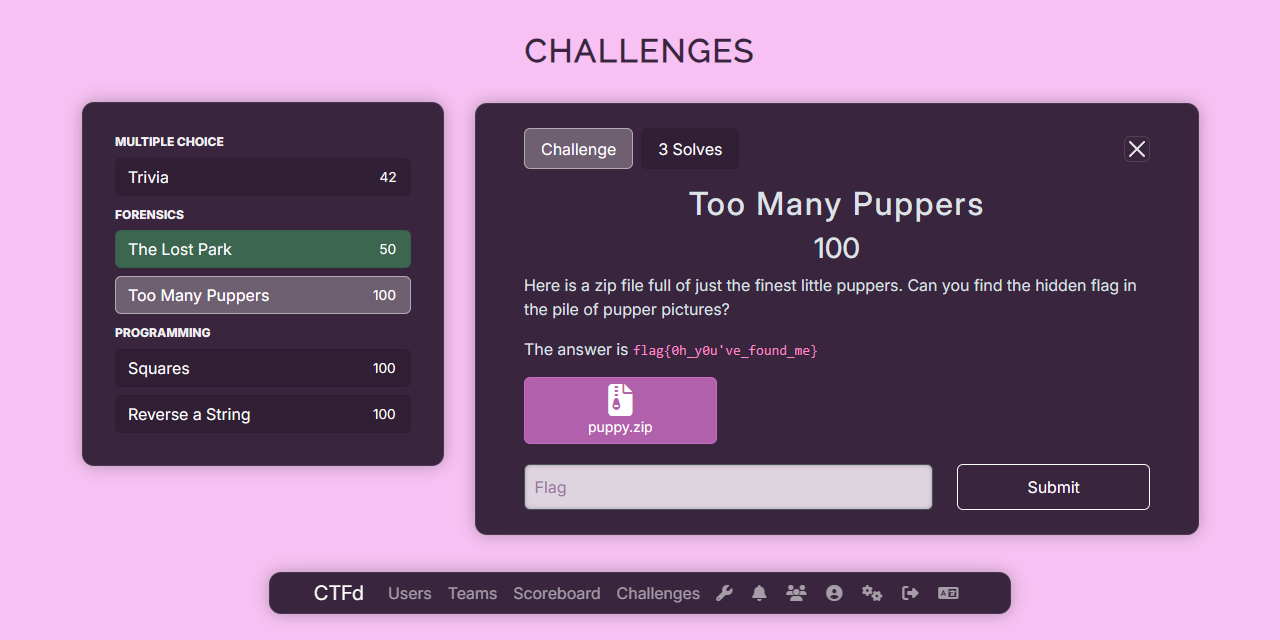 CHALLENGES
MULTIPLE CHOICE
Trivia 42
FORENSICS
The Lost Park 50
Too Many Puppers 100
PROGRAMMING
Squares 100
Reverse a String 100
Challenge 3 Solves
Too Many Puppers
100
Here is a zip file full of just the finest little puppers. Can you find the hidden flag in
the pile of pupper pictures?
The answer is flag{0h_y0u've_found_me}
puppy.zip
Flag Submit
CTFd Users Teams Scoreboard Challenges